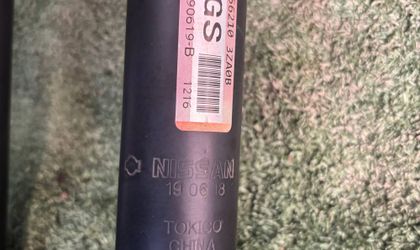 56210 3ZA0B
GS
90619-B
1216
NISSAN
19 06 18
TOKICO
CHINA